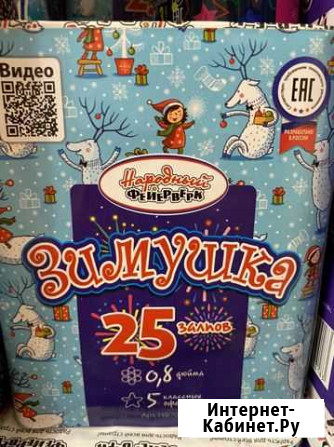 Видео
EAC
Народный
ФЕЙЕРВЕРК
ЗИМУШКА
25 залпов
0,8 дюйма
5
Интернет-
Кабинет.Ру